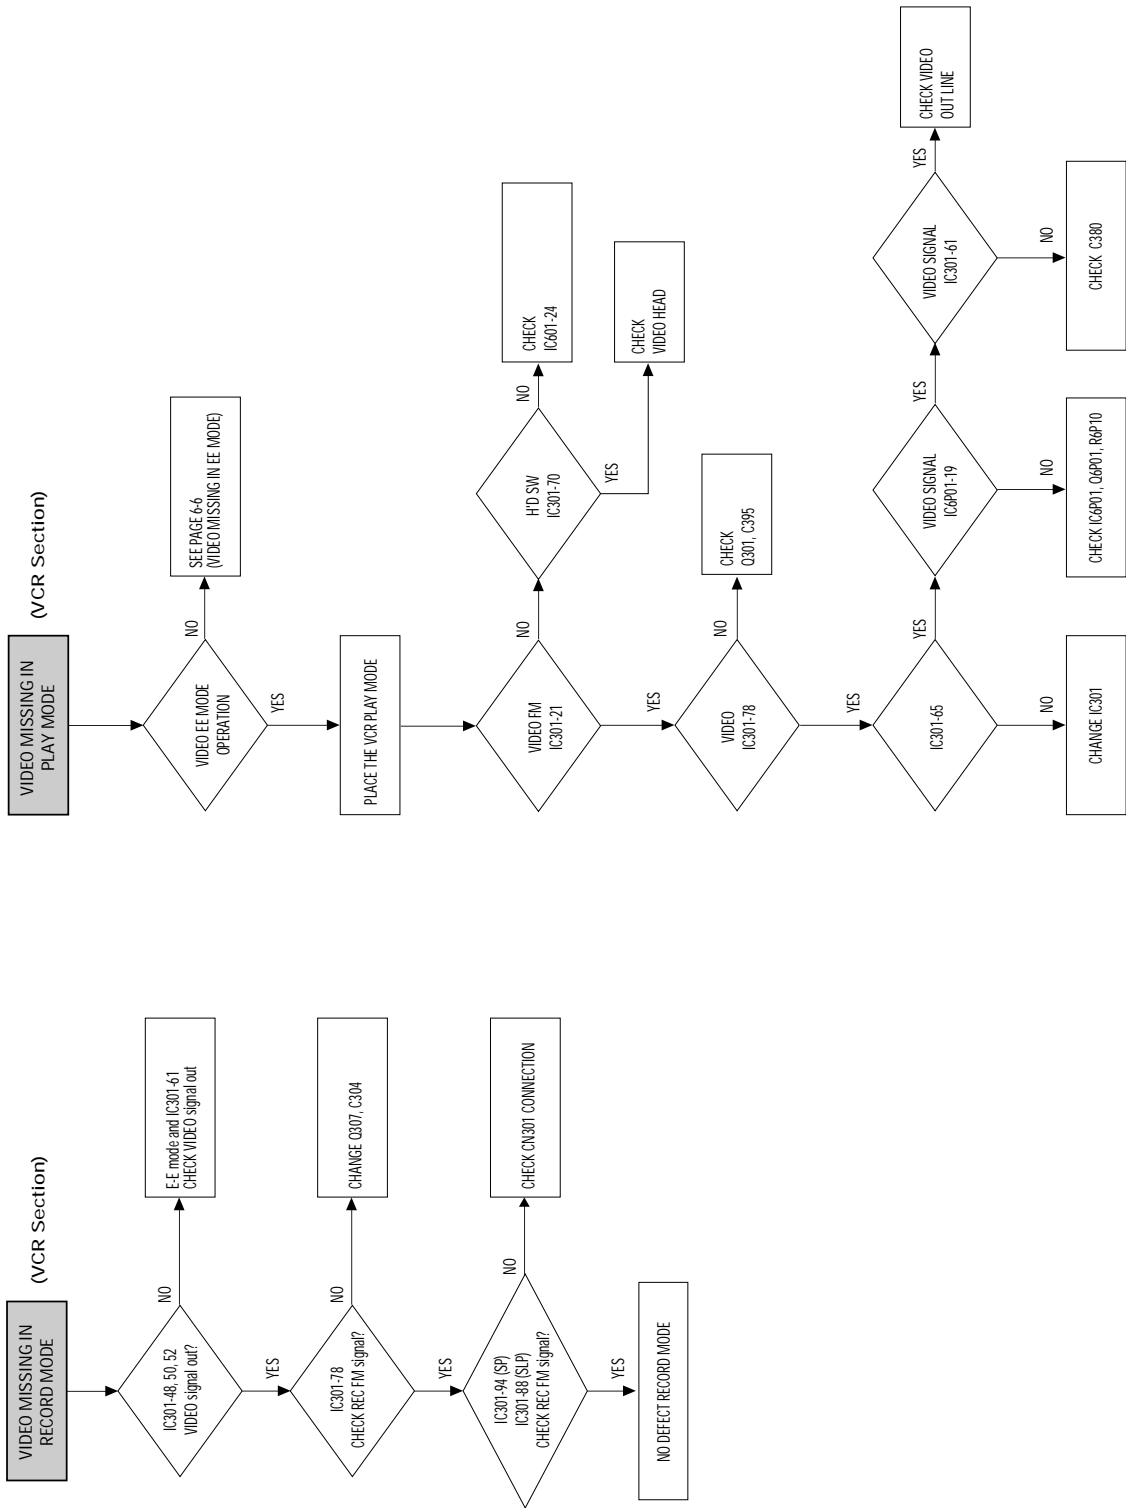 VIDEO MISSING IN
RECORD MODE
(VCR Section)
IC301-48, 50, 52
VIDEO signal out?
NO
E-E mode and IC301-61
CHECK VIDEO signal out
YES
IC301-78
CHECK REC FM signal?
NO
CHANGE Q307, C304
YES
IC301-94 (SP)
IC301-88 (SLP)
CHECK REC FM signal?
NO
CHECK CN301 CONNECTION
YES
NO DEFECT RECORD MODE
VIDEO MISSING IN
PLAY MODE
(VCR Section)
VIDEO EE MODE
OPERATION
NO
SEE PAGE 6-6
(VIDEO MISSING IN EE MODE)
YES
PLACE THE VCR PLAY MODE
VIDEO FM
IC301-21
NO
H'D SW
IC301-70
NO
CHECK
IC601-24
YES
CHECK
VIDEO HEAD
YES
VIDEO
IC301-78
NO
CHECK
Q301, C395
YES
IC301-65
YES
VIDEO SIGNAL
IC6P01-19
YES
VIDEO SIGNAL
IC301-61
YES
CHECK VIDEO
OUT LINE
NO
CHANGE IC301
NO
CHECK IC6P01, Q6P01, R6P10
NO
CHECK C380